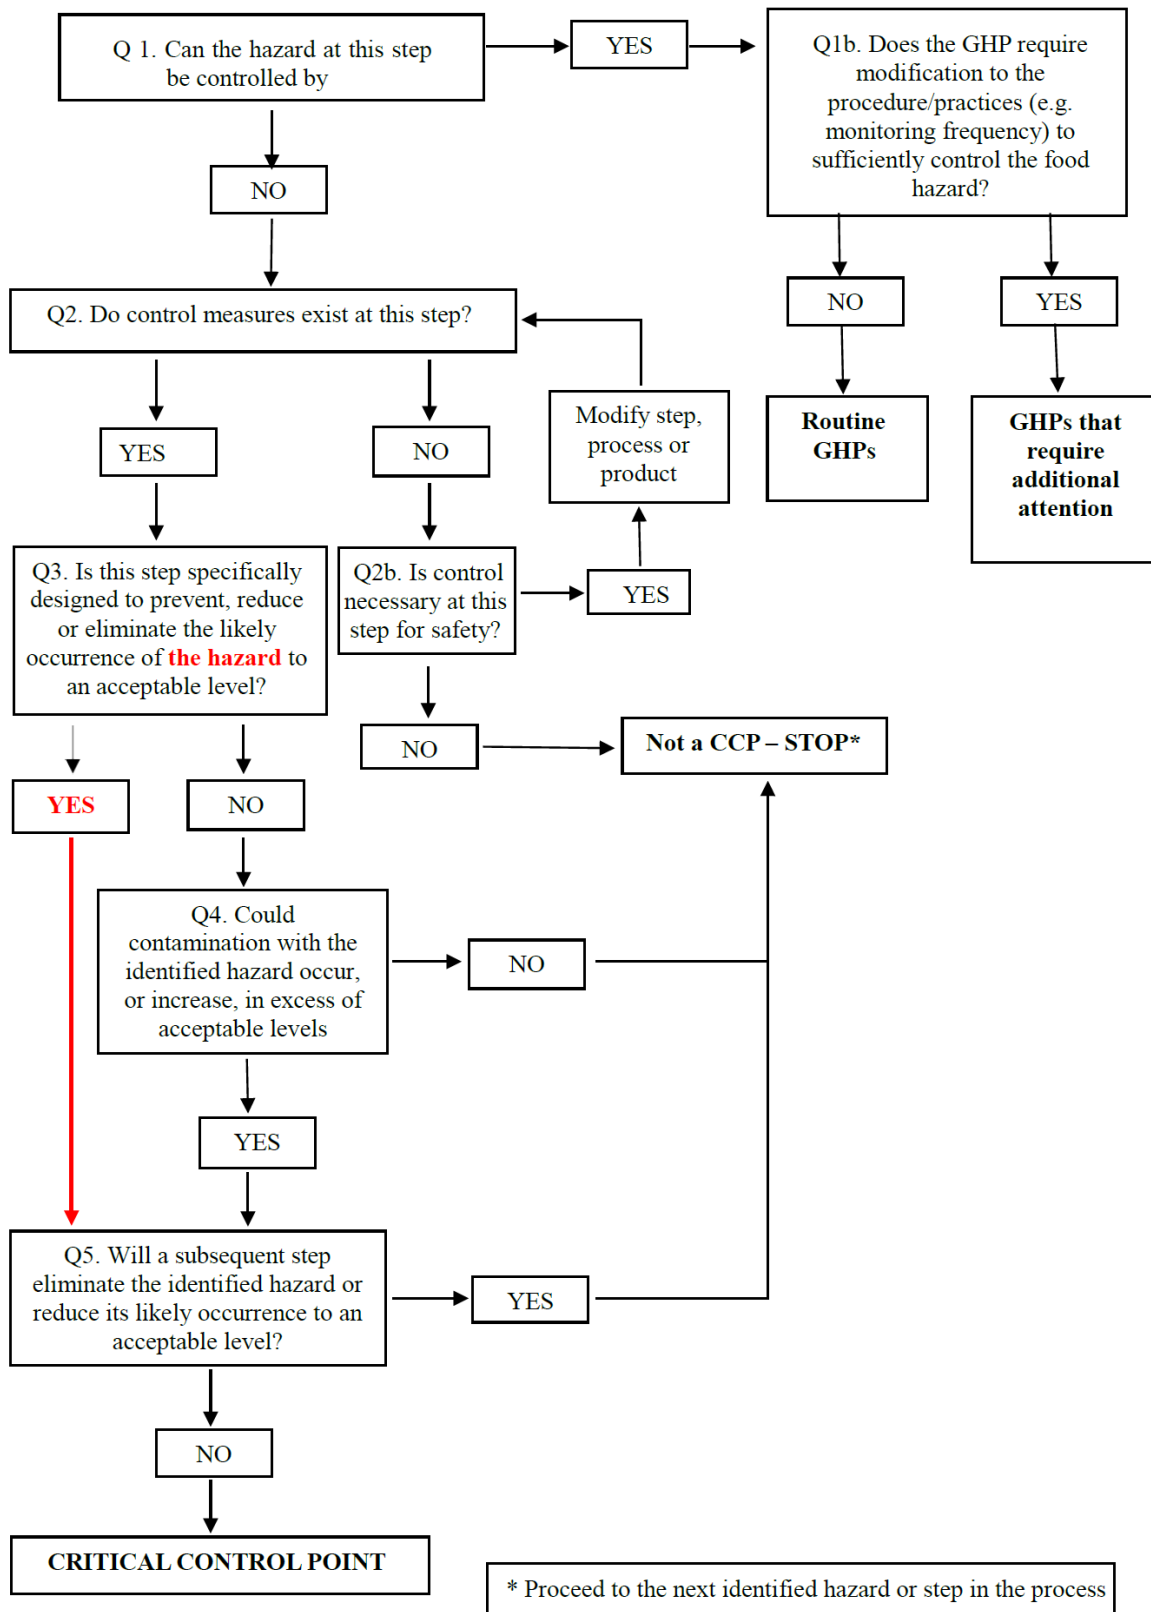 Q 1. Can the hazard at this step
be controlled by
YES
Q1b. Does the GHP require
modification to the
procedure/practices (e.g.
monitoring frequency) to
sufficiently control the food
hazard?
NO
NO
YES
Q2. Do control measures exist at this step?
Routine
GHPs
GHPs that
require
additional
attention
Modify step,
process or
product
YES
NO
Q3. Is this step specifically
designed to prevent, reduce
or eliminate the likely
occurrence of the hazard to
an acceptable level?
Q2b. Is control
necessary at this
step for safety?
YES
NO
Not a CCP – STOP*
YES
NO
Q4. Could
contamination with the
identified hazard occur,
or increase, in excess of
acceptable levels
NO
YES
Q5. Will a subsequent step
eliminate the identified hazard or
reduce its likely occurrence to an
acceptable level?
YES
NO
CRITICAL CONTROL POINT
* Proceed to the next identified hazard or step in the process